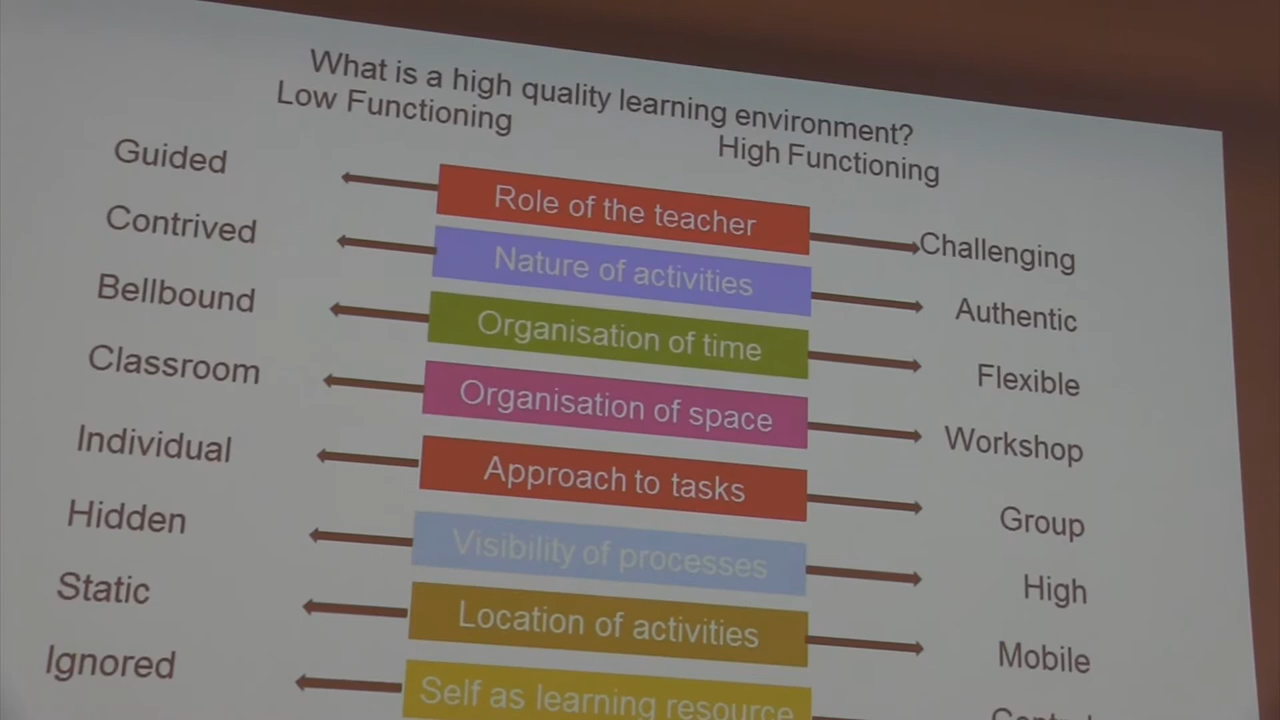 What is a high quality learning environment?
Low Functioning
High Functioning
Guided
Role of the teacher
Challenging
Contrived
Nature of activities
Authentic
Bellbound
Organisation of time
Flexible
Classroom
Organisation of space
Workshop
Individual
Approach to tasks
Group
Hidden
Visibility of processes
High
Static
Location of activities
Mobile
Ignored
Self as learning resource